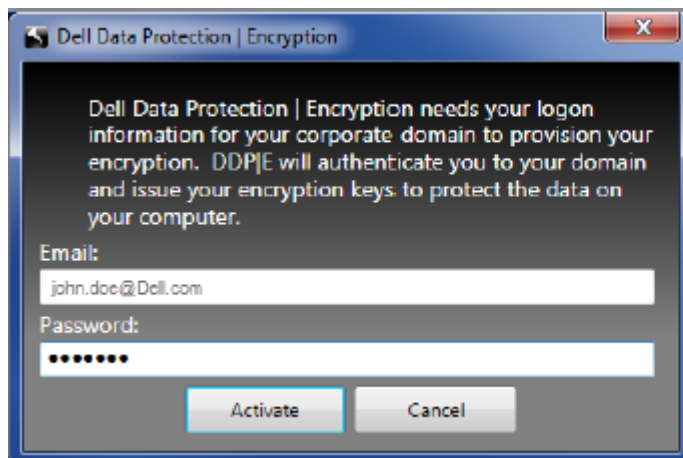 Dell Data Protection | Encryption
Dell Data Protection | Encryption needs your logon
information for your corporate domain to provision your
encryption. DDP|E will authenticate you to your domain
and issue your encryption keys to protect the data on
your computer.
Email:
john.doe@Dell.com
Password:
•••••••
Activate
Cancel